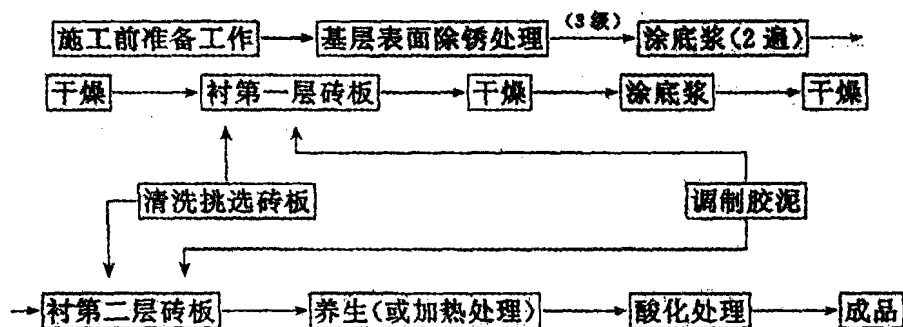 (3级)
施工前准备工作 基层表面除锈处理 涂底浆(2遍)
干燥 衬第一层砖板 干燥 涂底浆 干燥
清洗挑选砖板 调制胶泥
衬第二层砖板 养生(或加热处理) 酸化处理 成品